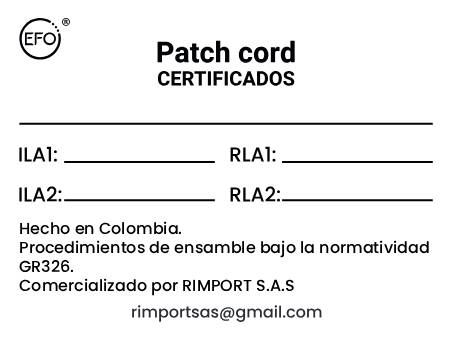 EFO®
Patch cord
CERTIFICADOS
ILA1: RLA1:
ILA2: RLA2:
Hecho en Colombia.
Procedimientos de ensamble bajo la normatividad
GR326.
Comercializado por RIMPORT S.A.S
rimportsas@gmail.com